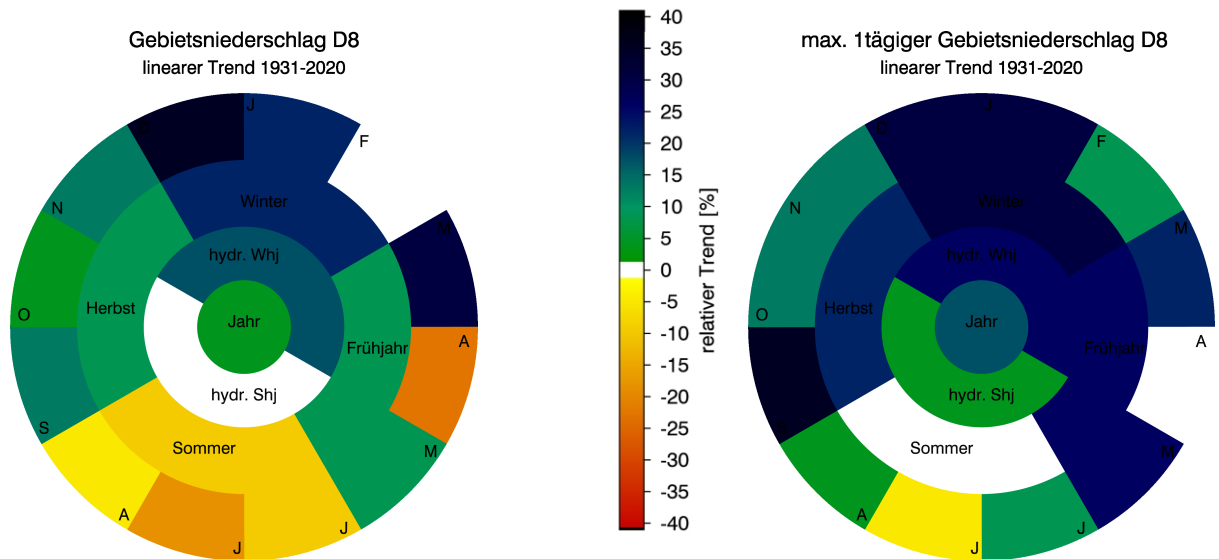 Gebietsniederschlag D8
linearer Trend 1931-2020
J
D
F
N
M
Winter
hydr. Whj
O
Herbst
Jahr
Frühjahr
A
hydr. Shj
S
Sommer
M
A
J
J
40
35
30
25
20
15
10
5
0
-5
-10
-15
-20
-25
-30
-35
-40
relativer Trend [%]
max. 1tägiger Gebietsniederschlag D8
linearer Trend 1931-2020
J
D
F
N
M
Winter
hydr. Whj
O
Herbst
Jahr
Frühjahr
A
hydr. Shj
S
Sommer
M
A
J
J